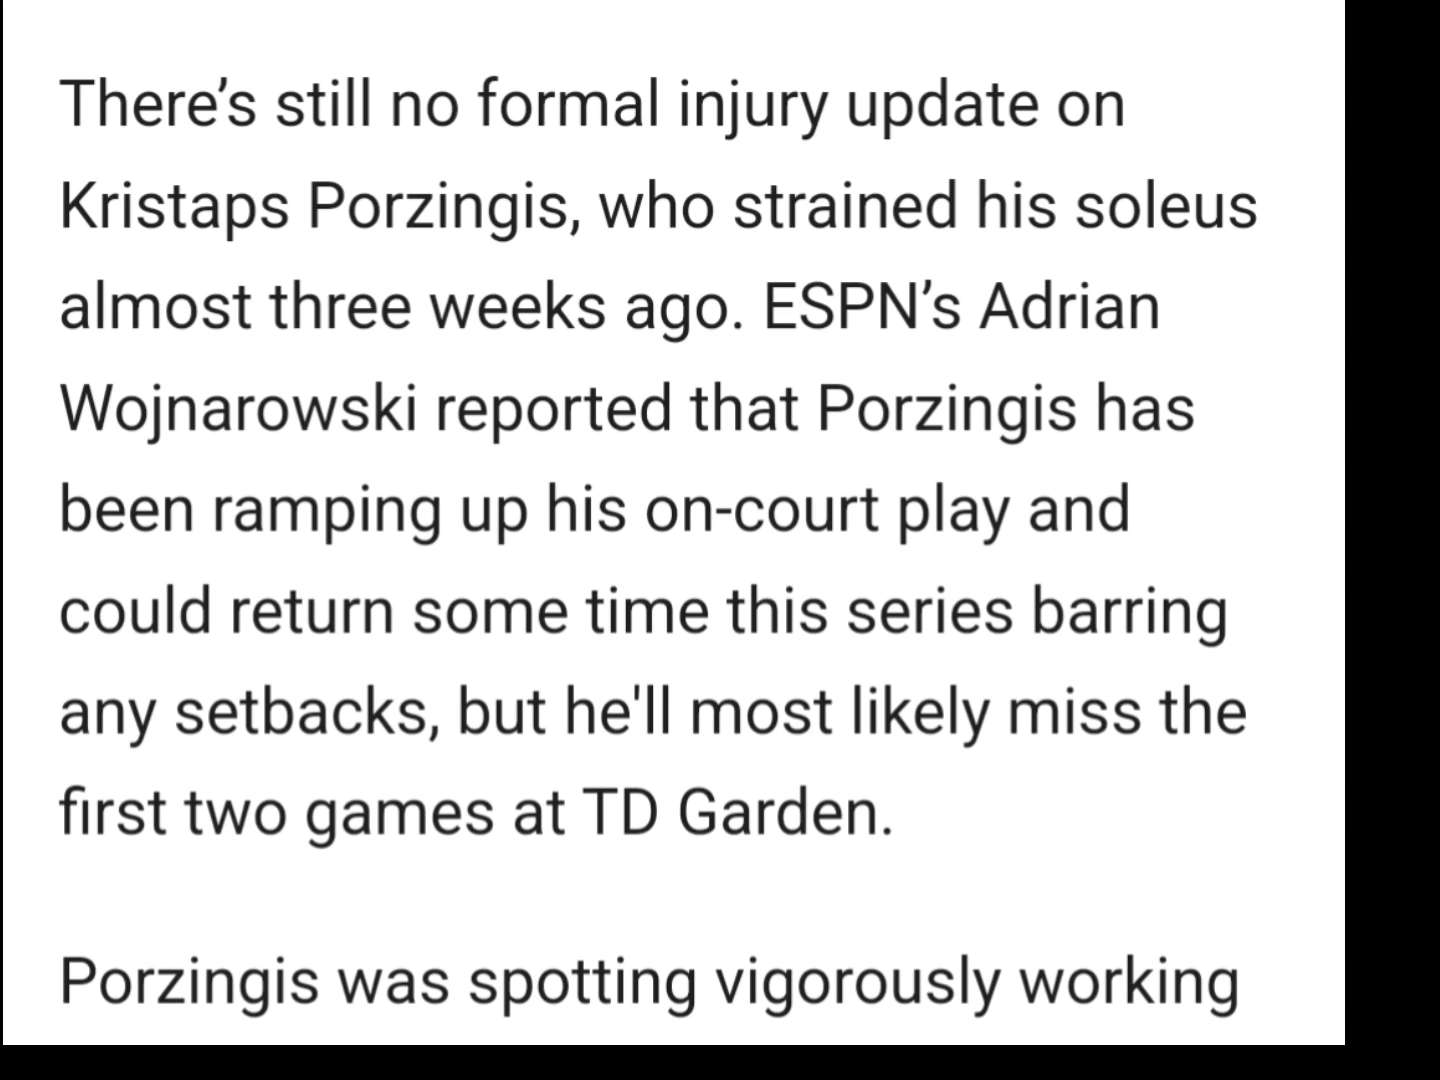 There’s still no formal injury update on
Kristaps Porzingis, who strained his soleus
almost three weeks ago. ESPN’s Adrian
Wojnarowski reported that Porzingis has
been ramping up his on-court play and
could return some time this series barring
any setbacks, but he'll most likely miss the
first two games at TD Garden.
Porzingis was spotting vigorously working